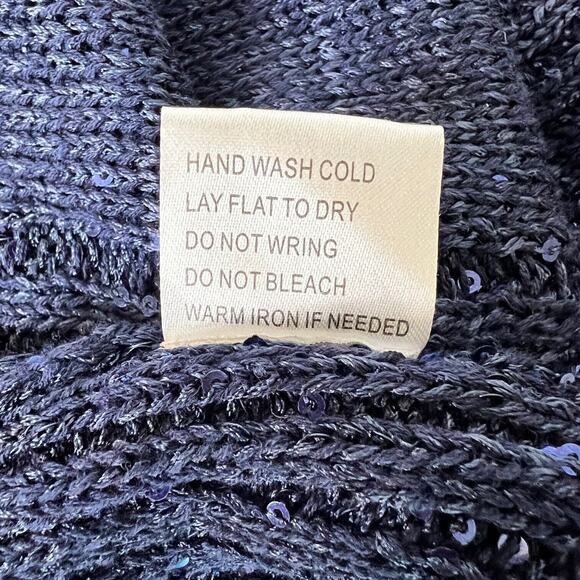 HAND WASH COLD
LAY FLAT TO DRY
DO NOT WRING
DO NOT BLEACH
WARM IRON IF NEEDED